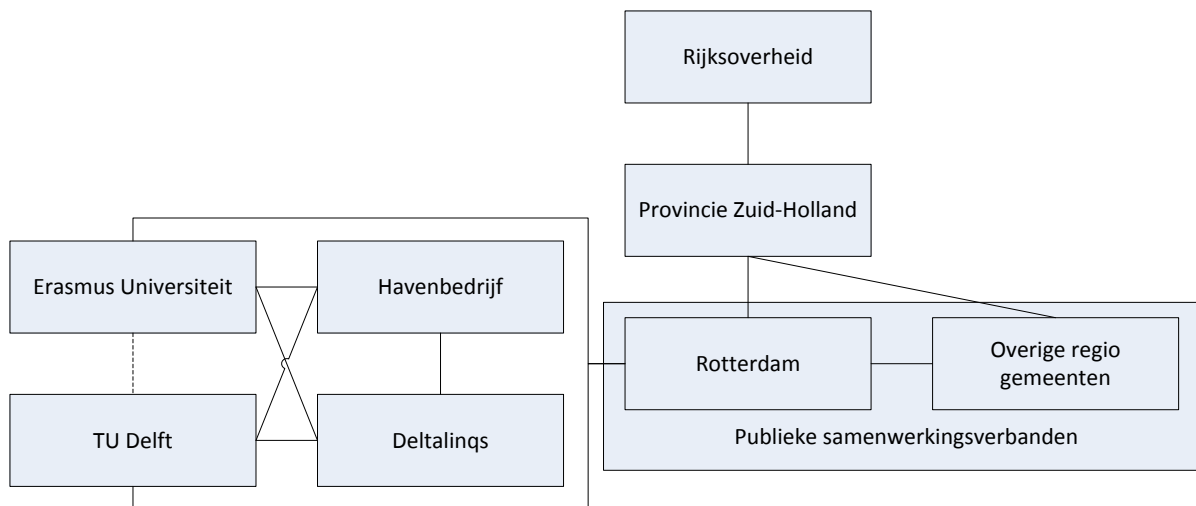 Rijksoverheid
Provincie Zuid-Holland
Erasmus Universiteit
Havenbedrijf
Rotterdam
Overige regio
gemeenten
TU Delft
Deltalinqs
Publieke samenwerkingsverbanden